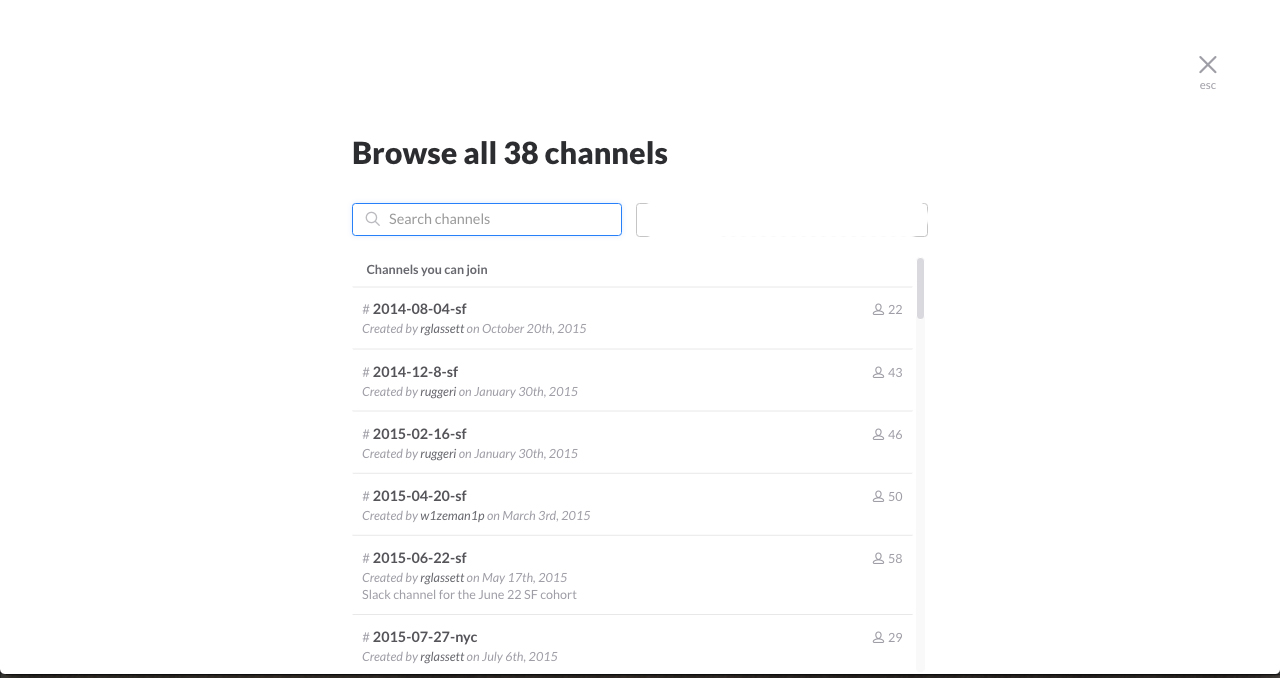 esc
Browse all 38 channels
Search channels
Channels you can join
# 2014-08-04-sf 22
Created by rglassett on October 20th, 2015
# 2014-12-8-sf 43
Created by ruggeri on January 30th, 2015
# 2015-02-16-sf 46
Created by ruggeri on January 30th, 2015
# 2015-04-20-sf 50
Created by w1zeman1p on March 3rd, 2015
# 2015-06-22-sf 58
Created by rglassett on May 17th, 2015
Slack channel for the June 22 SF cohort
# 2015-07-27-nyc 29
Created by rglassett on July 6th, 2015